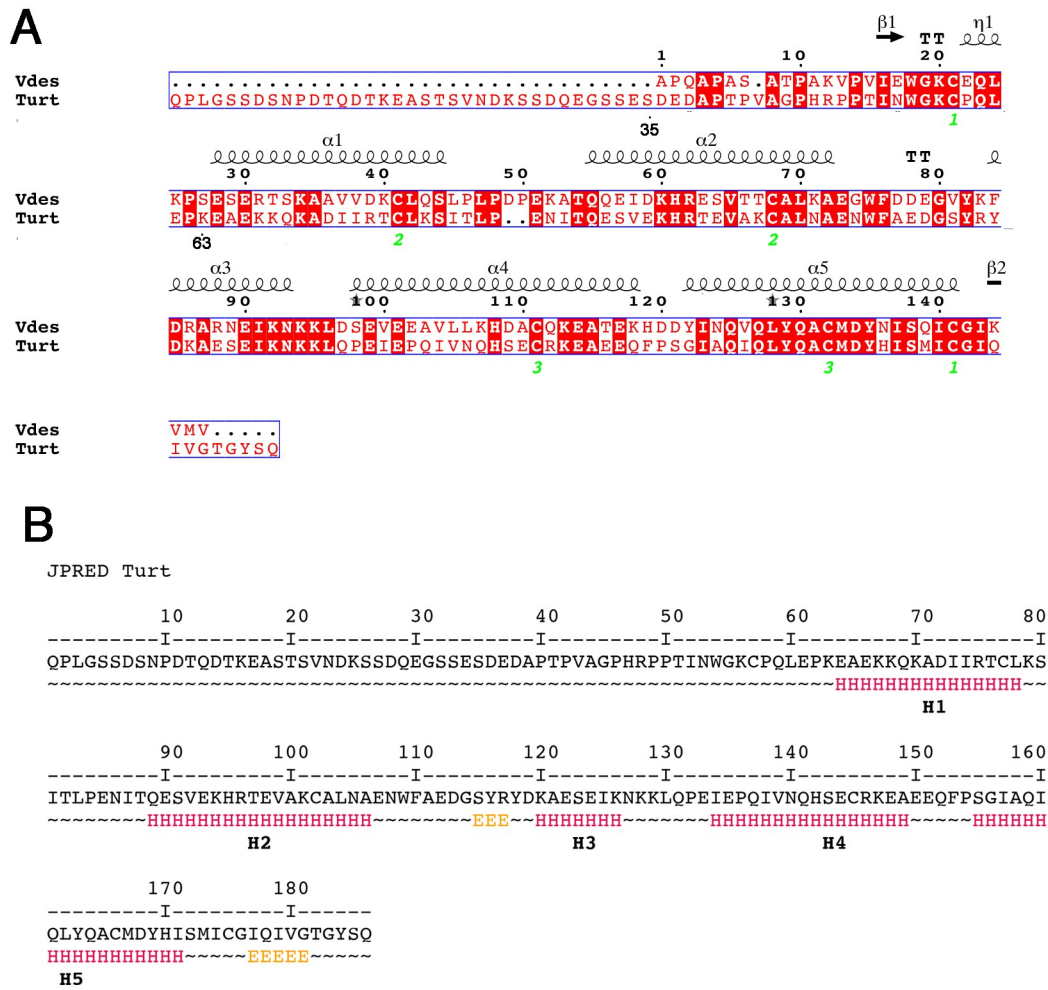 A
β1 TT η1
1 10 20
Vdes ...................................APQAPAS.ATPAKVPVIEWGKCEQL
Turt QPLGSSDSNPDTQDTKEASTSVNDKSSDQEGSSESDEDAPTPVAGPHRPPTINWGKCPQL
35 1
α1 α2 TT
30 40 50 60 70 80
Vdes KPSESERTSKAAVVDKCLQSLPLPDPEKATQQEIDKHRESVTTCALKAEGWFDDEGVYKF
Turt EPKEAEKKQKADIIRTCLKSITLP..ENITQESVEKHRTEVAKCALNAENWFAEDGSYRY
63 2 2
α3 α4 α5 β2
90 *100 110 120 *130 140
Vdes DRARNEIKNKKLDSEVEEAVLLKHDACQKEATEKHDDYINQVQLYQACMDYNISQICGIK
Turt DKAESEIKNKKLQPEIEPQIVNQHSECRKEAEEQFPSGIAQIQLYQACMDYHISMICGIQ
3 3 1
Vdes VMV.....
Turt IVGTGYSQ
B
JPRED Turt
10 20 30 40 50 60 70 80
---------I---------I---------I---------I---------I---------I---------I---------I
QPLGSSDSNPDTQDTKEASTSVNDKSSDQEGSSESDEDAPTPVAGPHRPPTINWGKCPQLEPKEAEKKQKADIIRTCLKS
~~~~~~~~~~~~~~~~~~~~~~~~~~~~~~~~~~~~~~~~~~~~~~~~~~~~~~~~~~~~~~~HHHHHHHHHHHHHHH~~
H1
90 100 110 120 130 140 150 160
---------I---------I---------I---------I---------I---------I---------I---------I
ITLPENITQESVEKHRTEVAKCALNAENWFAEDGSYRYDKAESEIKNKKLQPEIEPQIVNQHSECRKEAEEQFPSGIAQI
~~~~~~~~HHHHHHHHHHHHHHHHHH~~~~~~~~EEE~~HHHHHHH~~~~~~~HHHHHHHHHHHHHHHH~~~~~HHHHHH
H2 H3 H4
170 180
---------I---------I------
QLYQACMDYHISMICGIQIVGTGYSQ
HHHHHHHHHHH~~~~~EEEEE~~~~~
H5